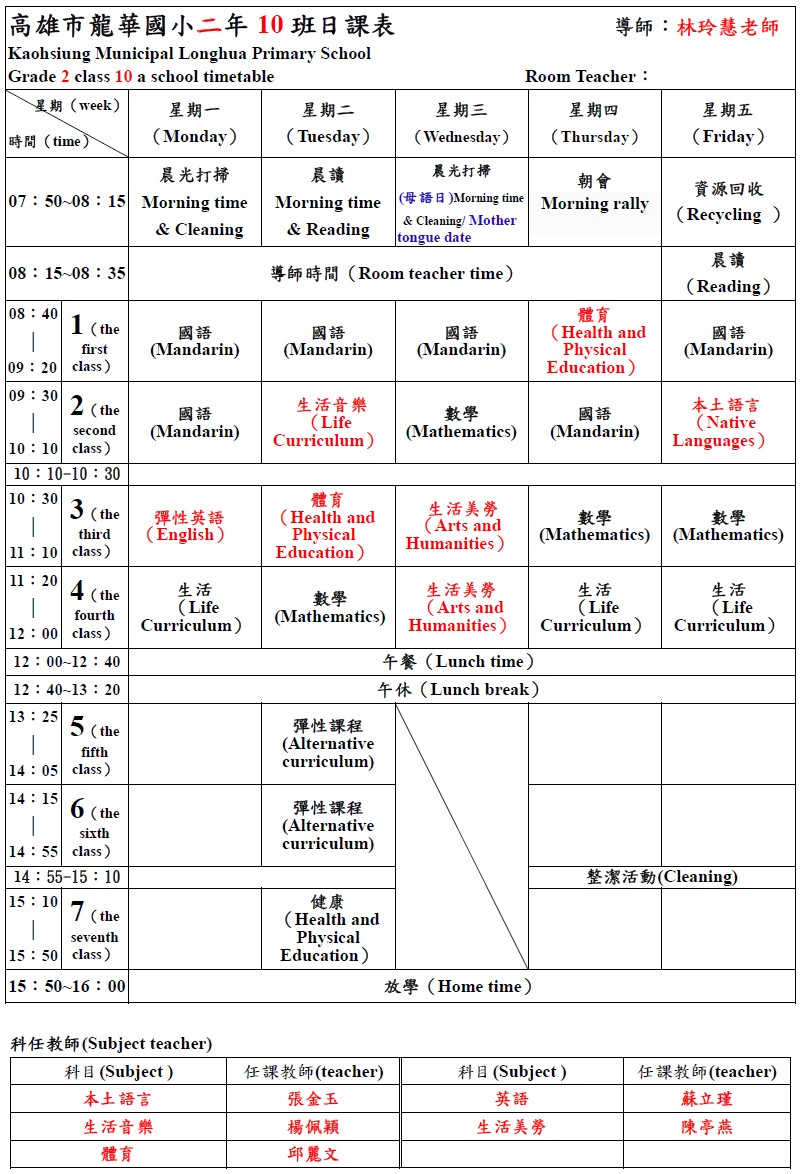 高雄市龍華國小二年 10 班日課表 導師：林玲慧老師
Kaohsiung Municipal Longhua Primary School
Grade 2 class 10 a school timetable Room Teacher：
星期（week）
時間（time）
星期一
（Monday）
星期二
（Tuesday）
星期三
（Wednesday）
星期四
（Thursday）
星期五
（Friday）
07：50~08：15
晨光打掃
Morning time
& Cleaning
晨讀
Morning time
& Reading
晨光打掃
(母語日)Morning time
& Cleaning/ Mother
tongue date
朝會
Morning rally
資源回收
（Recycling ）
08：15~08：35
導師時間（Room teacher time）
晨讀
（Reading）
08：40
｜
09：20
1（the
first
class）
國語
(Mandarin)
國語
(Mandarin)
國語
(Mandarin)
體育
（Health and
Physical
Education）
國語
(Mandarin)
09：30
｜
10：10
2（the
second
class）
國語
(Mandarin)
生活音樂
（Life
Curriculum）
數學
(Mathematics)
國語
(Mandarin)
本土語言
（Native
Languages）
10：10-10：30
10：30
｜
11：10
3（the
third
class）
彈性英語
（English）
體育
（Health and
Physical
Education）
生活美勞
（Arts and
Humanities）
數學
(Mathematics)
數學
(Mathematics)
11：20
｜
12：00
4（the
fourth
class）
生活
（Life
Curriculum）
數學
(Mathematics)
生活美勞
（Arts and
Humanities）
生活
（Life
Curriculum）
生活
（Life
Curriculum）
12：00~12：40
午餐（Lunch time）
12：40~13：20
午休（Lunch break）
13：25
｜
14：05
5（the
fifth
class）
彈性課程
(Alternative
curriculum)
14：15
｜
14：55
6（the
sixth
class）
彈性課程
(Alternative
curriculum)
14：55-15：10
整潔活動(Cleaning)
15：10
｜
15：50
7（the
seventh
class）
健康
（Health and
Physical
Education）
15：50~16：00
放學（Home time）
科任教師(Subject teacher)
科目(Subject ) 任課教師(teacher) 科目(Subject ) 任課教師(teacher)
本土語言 張金玉 英語 蘇立瑾
生活音樂 楊佩穎 生活美勞 陳亭燕
體育 邱麗文